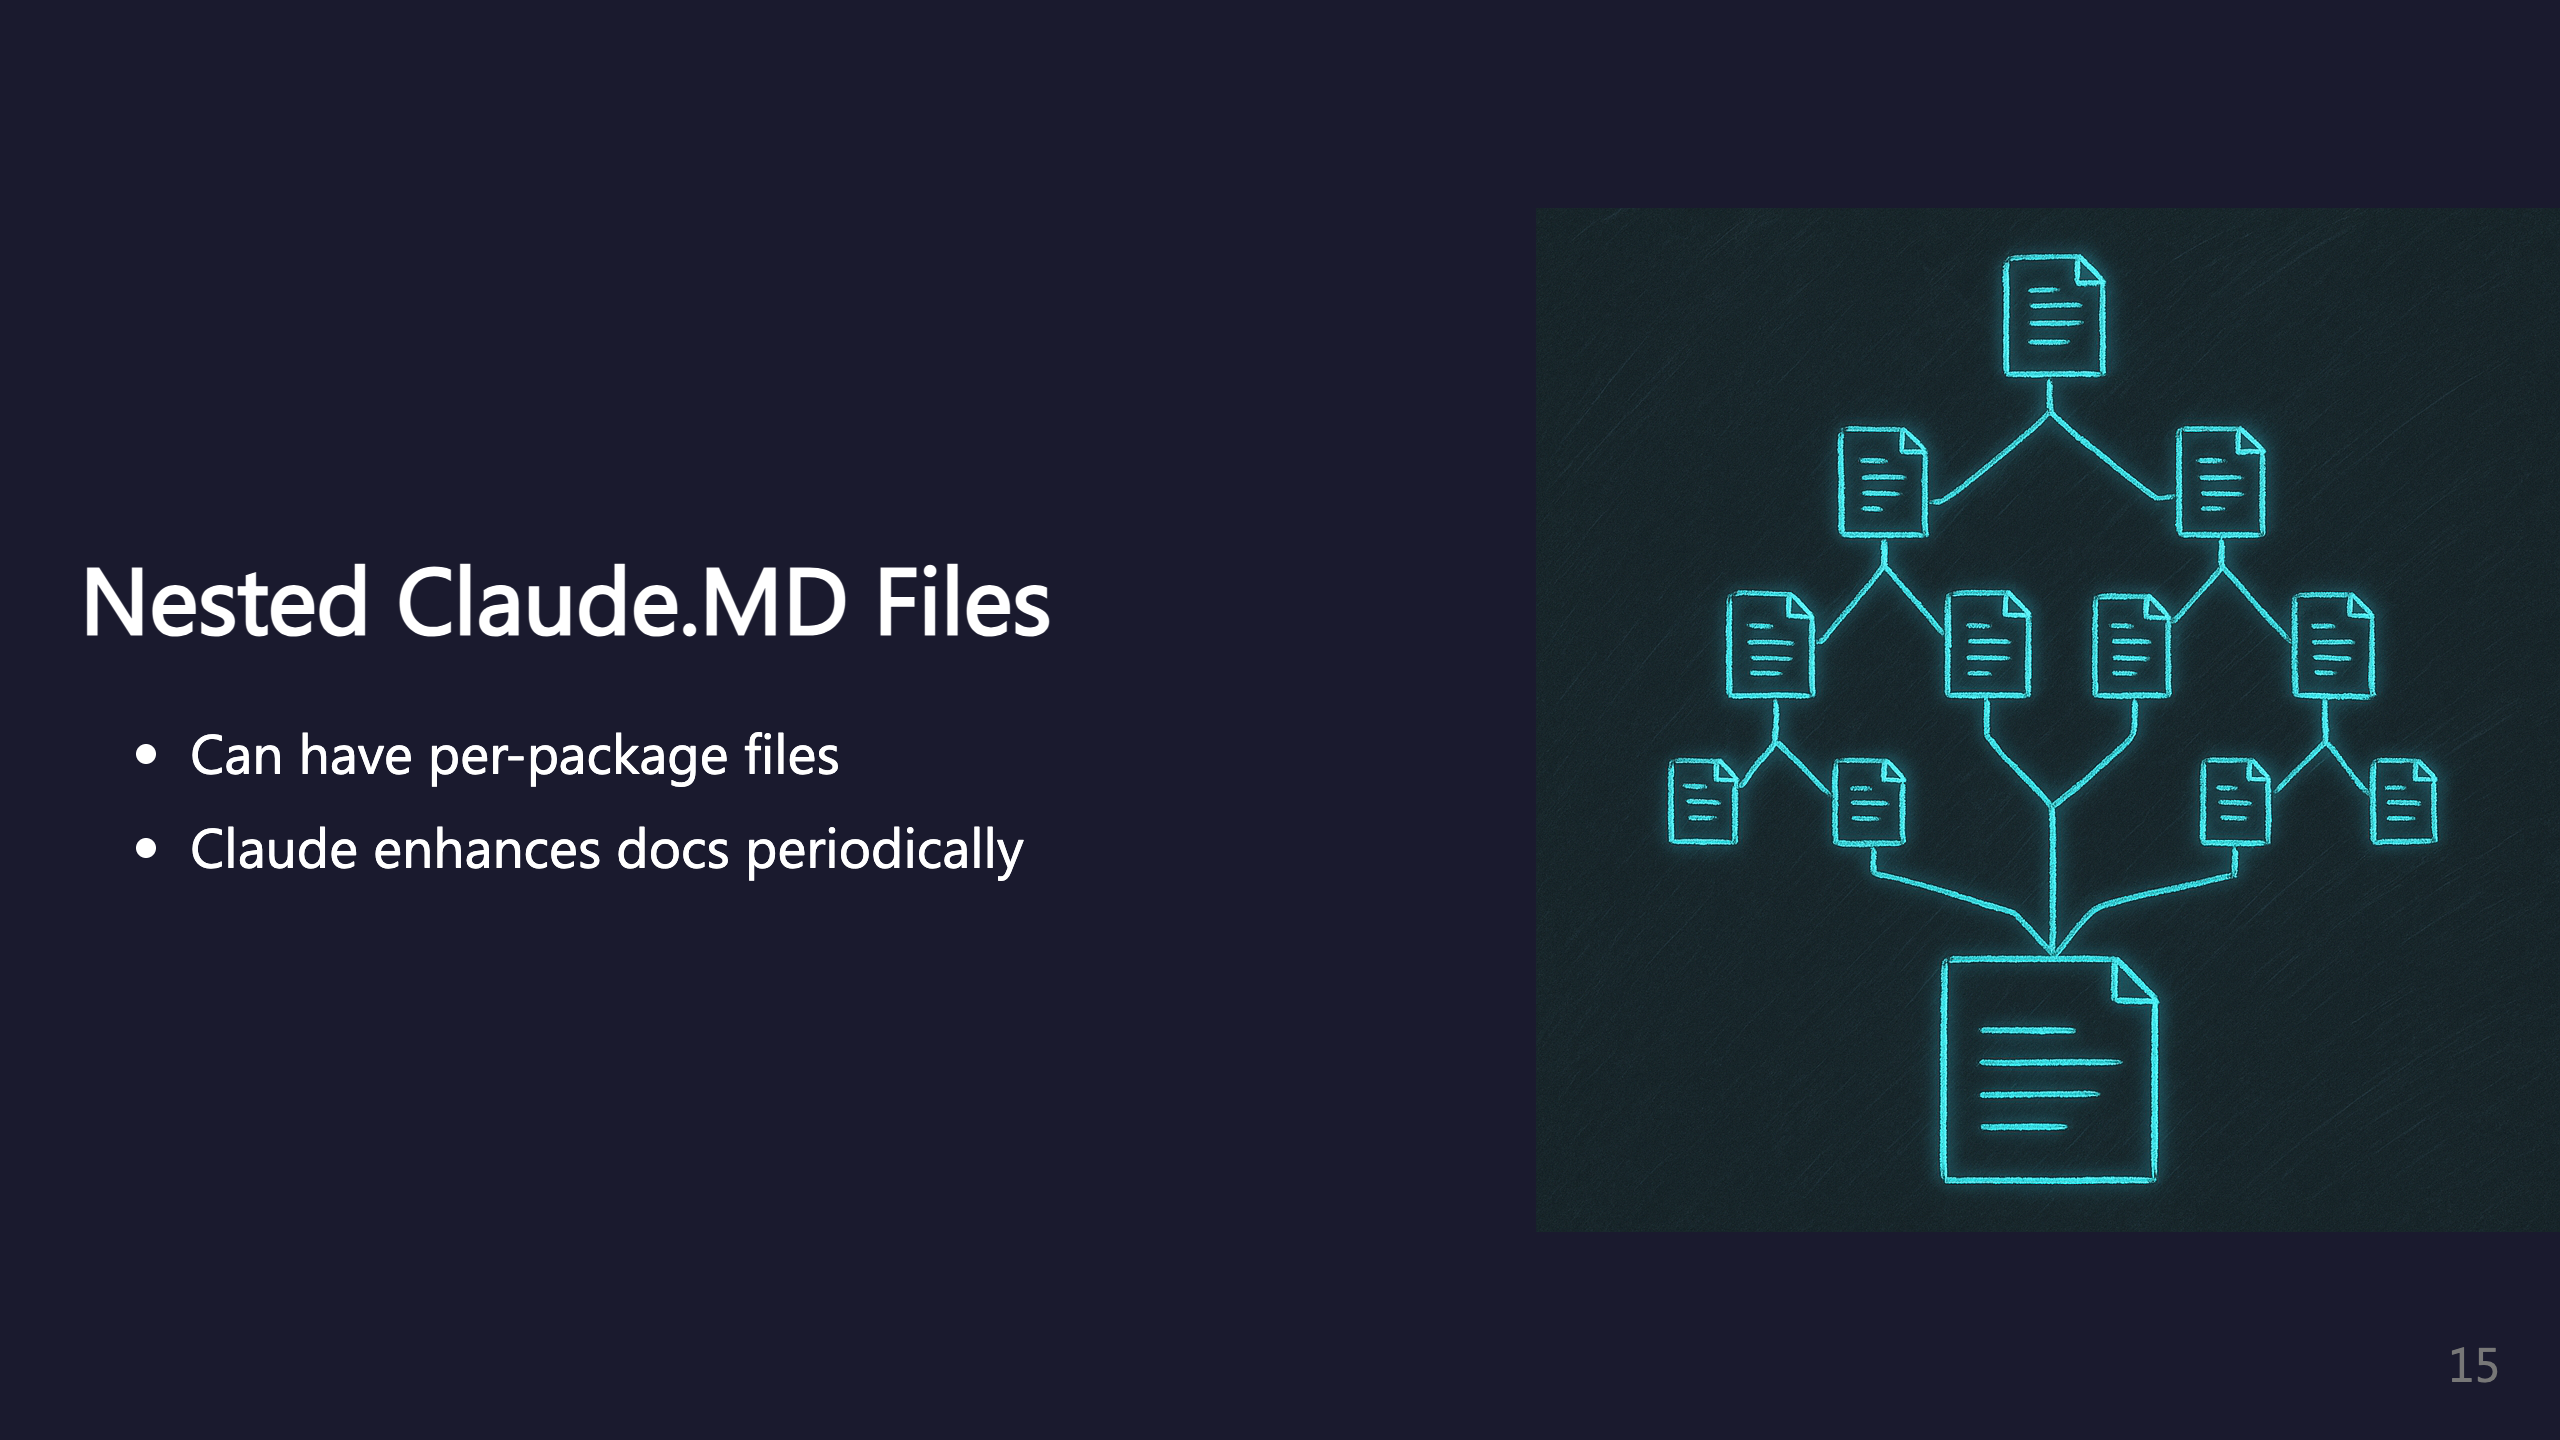 Nested Claude.MD Files
• Can have per-package files
• Claude enhances docs periodically
15